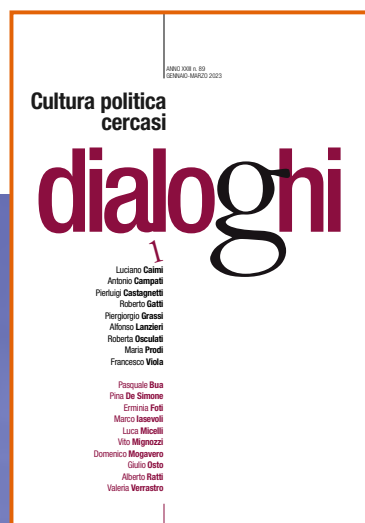 ANNO XXIII n. 89
GENNAIO-MARZO 2023
Cultura politica
cercasi
dialoghi
1
Luciano Caimi
Antonio Campati
Pierluigi Castagnetti
Roberto Gatti
Piergiorgio Grassi
Alfonso Lanzieri
Roberta Osculati
Maria Prodi
Francesco Viola
Pasquale Bua
Pina De Simone
Erminia Foti
Marco Iasevoli
Luca Micelli
Vito Mignozzi
Domenico Mogavero
Giulio Osto
Alberto Ratti
Valeria Verrastro